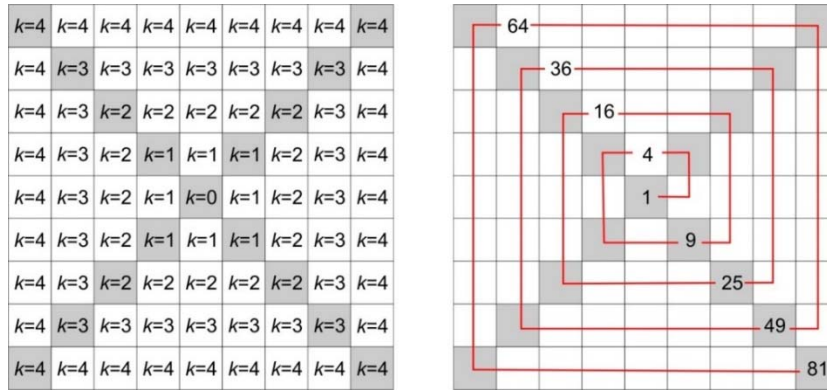 k=4 k=4 k=4 k=4 k=4 k=4 k=4 k=4 k=4
k=4 k=3 k=3 k=3 k=3 k=3 k=3 k=3 k=4
k=4 k=3 k=2 k=2 k=2 k=2 k=2 k=3 k=4
k=4 k=3 k=2 k=1 k=1 k=1 k=2 k=3 k=4
k=4 k=3 k=2 k=1 k=0 k=1 k=2 k=3 k=4
k=4 k=3 k=2 k=1 k=1 k=1 k=2 k=3 k=4
k=4 k=3 k=2 k=2 k=2 k=2 k=2 k=3 k=4
k=4 k=3 k=3 k=3 k=3 k=3 k=3 k=3 k=4
k=4 k=4 k=4 k=4 k=4 k=4 k=4 k=4 k=4
64
36
16
4
1
9
25
49
81